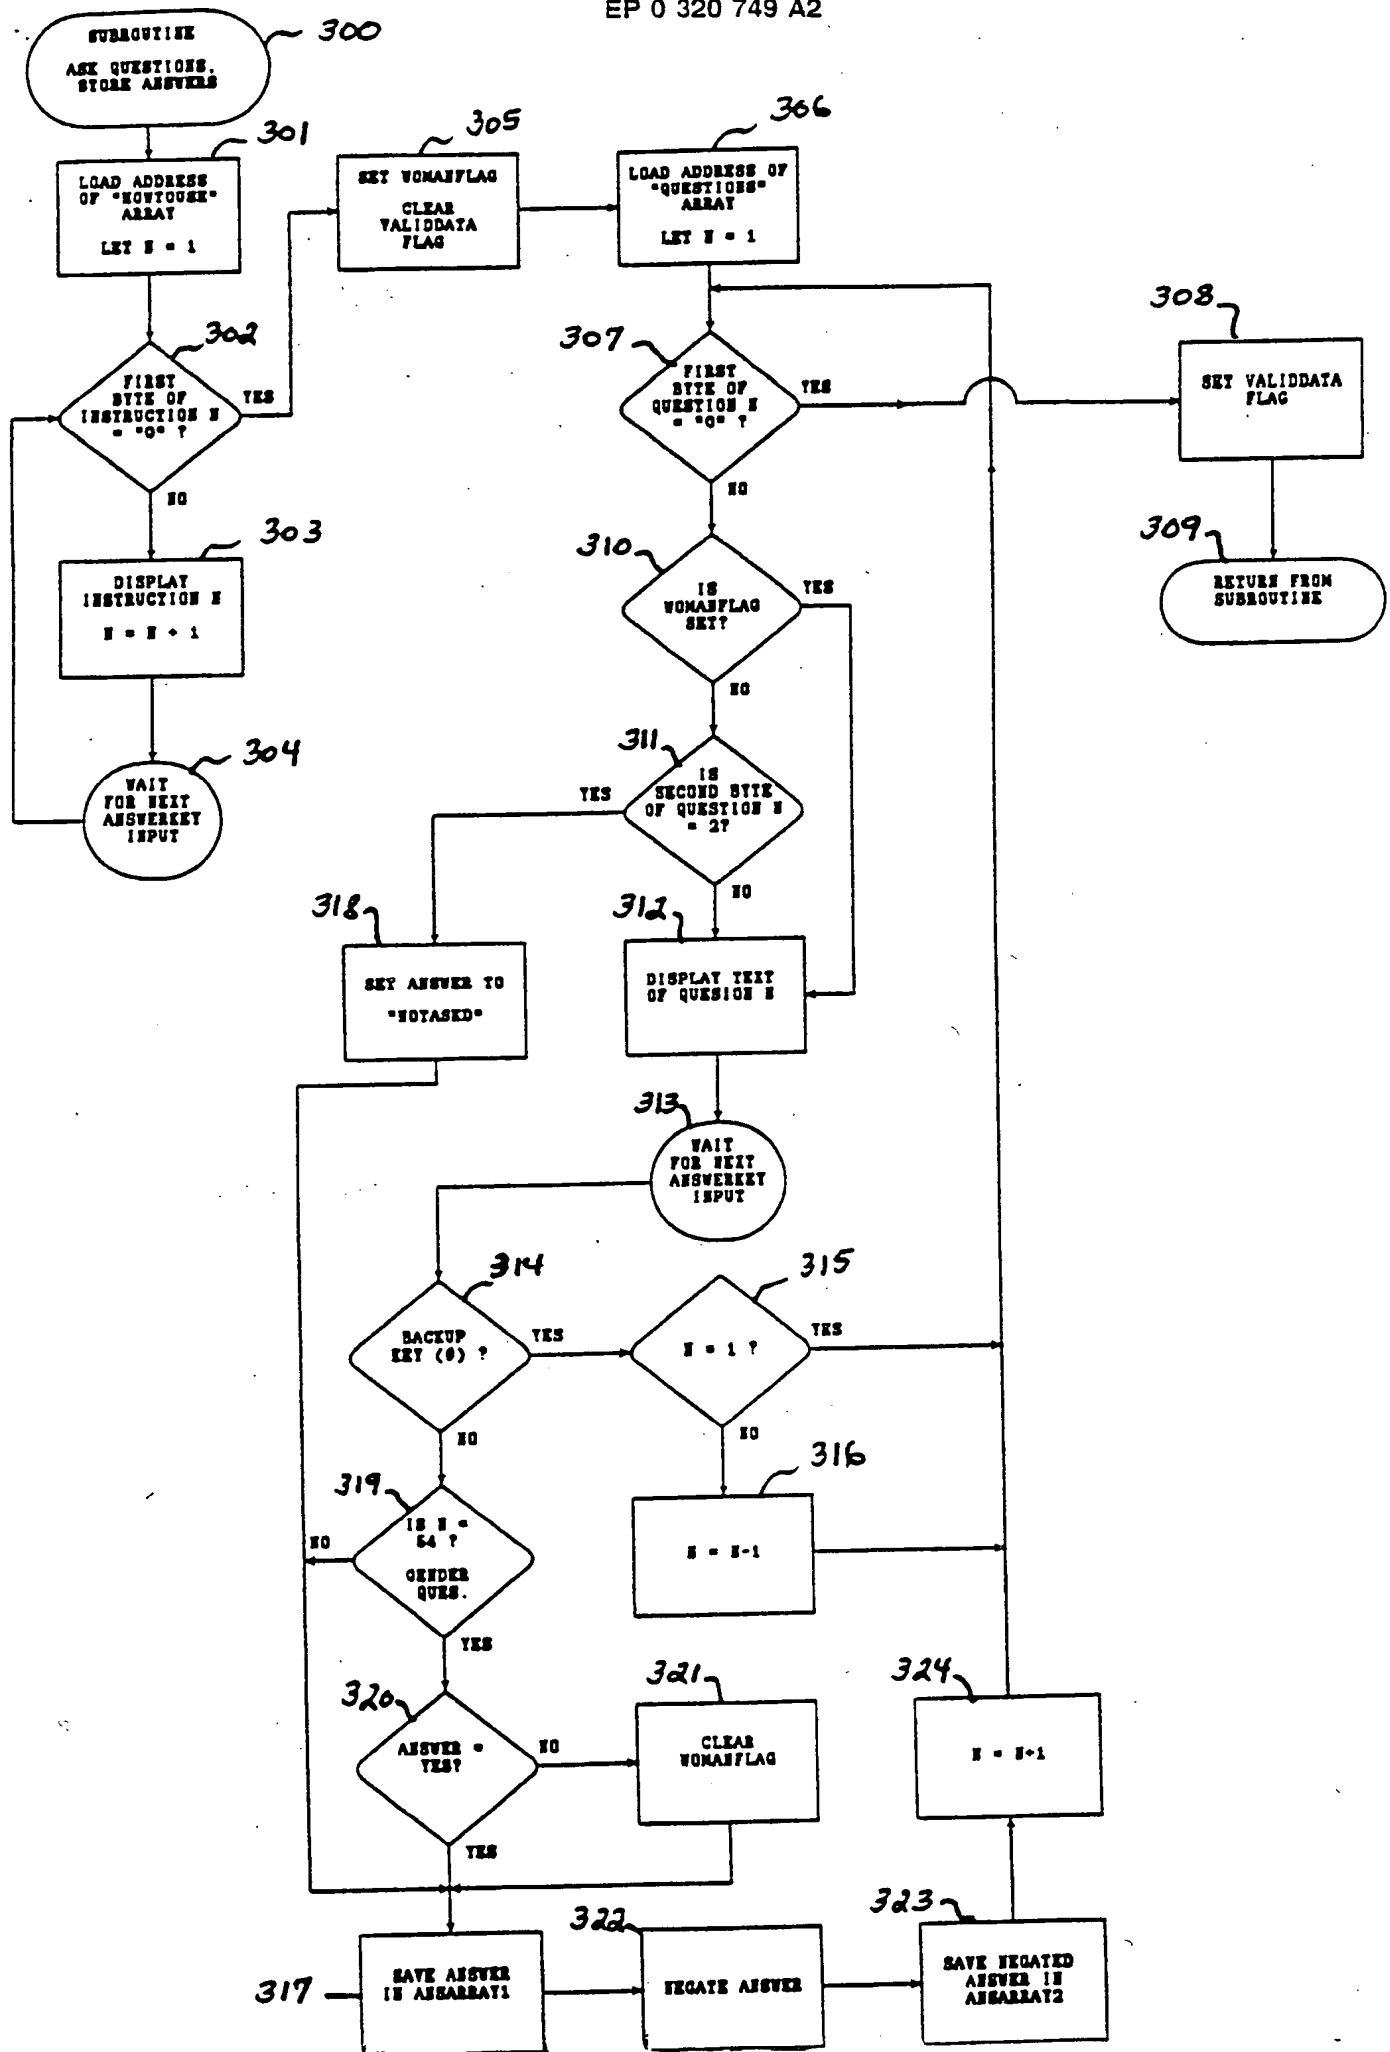 EP 0 320 749 A2
SUBROUTINE
ASK QUESTIONS,
STORE ANSWERS
300
301
LOAD ADDRESS
OF "HOWTOUSE"
ARRAY
LET N = 1
302
FIRST
BYTE OF
INSTRUCTION N
= "0" ?
YES
NO
303
DISPLAY
INSTRUCTION N
N = N + 1
304
WAIT
FOR NEXT
ANSWERKEY
INPUT
305
SET WOMANFLAG
CLEAR
VALIDDATA
FLAG
306
LOAD ADDRESS OF
"QUESTIONS"
ARRAY
LET N = 1
307
FIRST
BYTE OF
QUESTION N
= "0" ?
YES
NO
308
SET VALIDDATA
FLAG
309
RETURN FROM
SUBROUTINE
310
IS
WOMANFLAG
SET?
YES
NO
311
IS
SECOND BYTE
OF QUESTION N
= 2?
YES
NO
318
SET ANSWER TO
"NOTASKED"
312
DISPLAY TEXT
OF QUESION N
313
WAIT
FOR NEXT
ANSWERKEY
INPUT
314
BACKUP
KEY (#) ?
YES
NO
315
N = 1 ?
YES
NO
316
N = N-1
319
IS N =
54 ?
GENDER
QUES.
NO
YES
320
ANSWER =
YES?
NO
YES
321
CLEAR
WOMANFLAG
324
N = N+1
317
SAVE ANSWER
IN ANSARRAY1
322
NEGATE ANSWER
323
SAVE NEGATED
ANSWER IN
ANSARRAY2